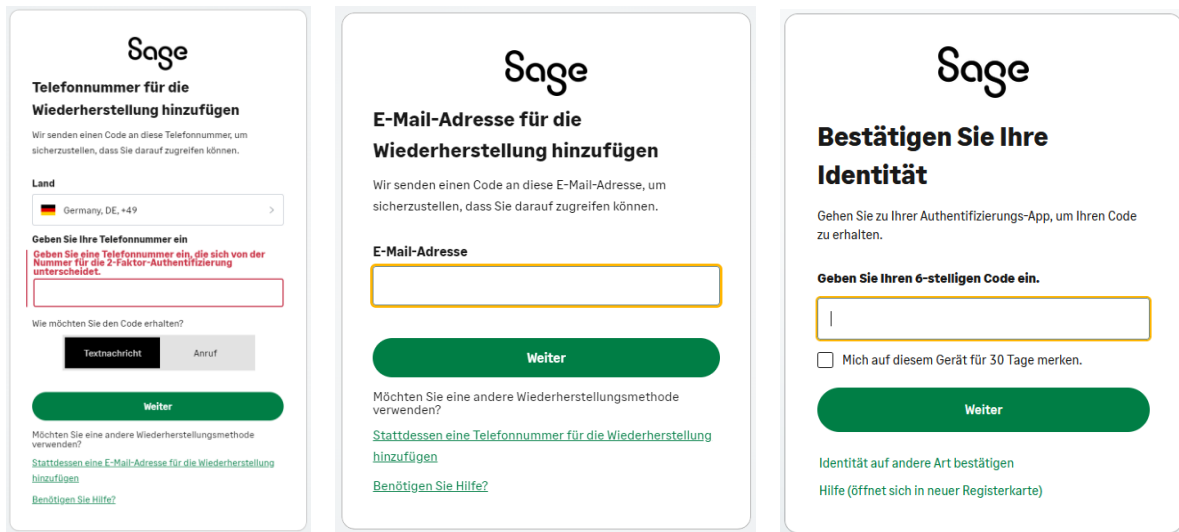 Sage
Telefonnummer für die
Wiederherstellung hinzufügen
Wir senden einen Code an diese Telefonnummer, um
sicherzustellen, dass Sie darauf zugreifen können.
Land
Germany, DE, +49
Geben Sie Ihre Telefonnummer ein
Geben Sie eine Telefonnummer ein, die sich von der
Nummer für die 2-Faktor-Authentifizierung
unterscheidet.
Wie möchten Sie den Code erhalten?
Textnachricht Anruf
Weiter
Möchten Sie eine andere Wiederherstellungsmethode
verwenden?
Stattdessen eine E-Mail-Adresse für die Wiederherstellung
hinzufügen
Benötigen Sie Hilfe?
Sage
E-Mail-Adresse für die
Wiederherstellung hinzufügen
Wir senden einen Code an diese E-Mail-Adresse, um
sicherzustellen, dass Sie darauf zugreifen können.
E-Mail-Adresse
Weiter
Möchten Sie eine andere Wiederherstellungsmethode
verwenden?
Stattdessen eine Telefonnummer für die Wiederherstellung
hinzufügen
Benötigen Sie Hilfe?
Sage
Bestätigen Sie Ihre
Identität
Gehen Sie zu Ihrer Authentifizierungs-App, um Ihren Code
zu erhalten.
Geben Sie Ihren 6-stelligen Code ein.
Mich auf diesem Gerät für 30 Tage merken.
Weiter
Identität auf andere Art bestätigen
Hilfe (öffnet sich in neuer Registerkarte)